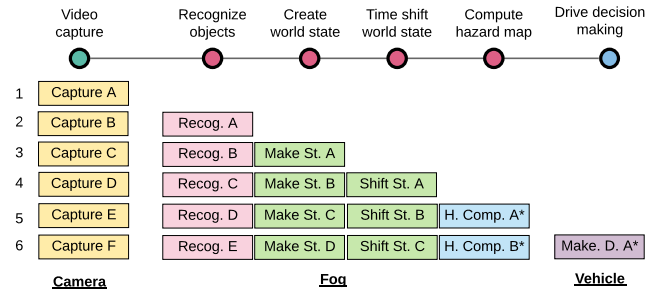 Video capture
Recognize objects
Create world state
Time shift world state
Compute hazard map
Drive decision making
1 Capture A
2 Capture B Recog. A
3 Capture C Recog. B Make St. A
4 Capture D Recog. C Make St. B Shift St. A
5 Capture E Recog. D Make St. C Shift St. B H. Comp. A*
6 Capture F Recog. E Make St. D Shift St. C H. Comp. B* Make. D. A*
Camera Fog Vehicle